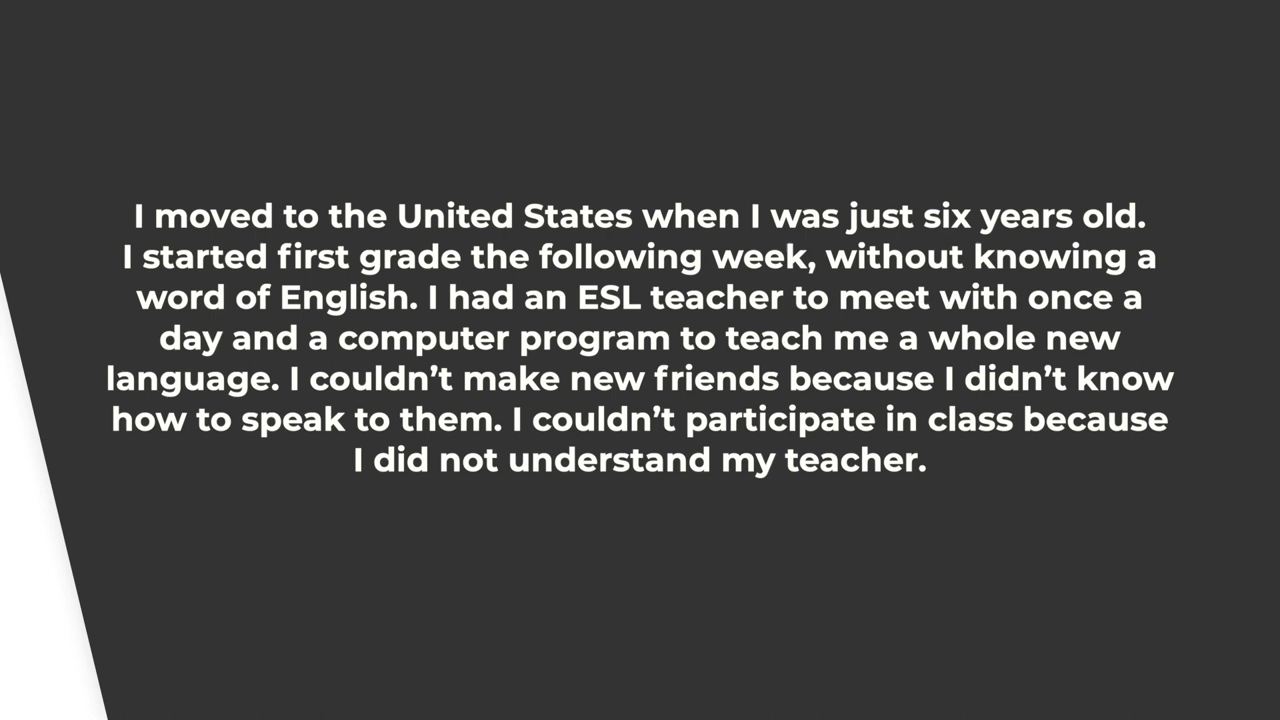 I moved to the United States when I was just six years old.
I started first grade the following week, without knowing a
word of English. I had an ESL teacher to meet with once a
day and a computer program to teach me a whole new
language. I couldn’t make new friends because I didn’t know
how to speak to them. I couldn’t participate in class because
I did not understand my teacher.